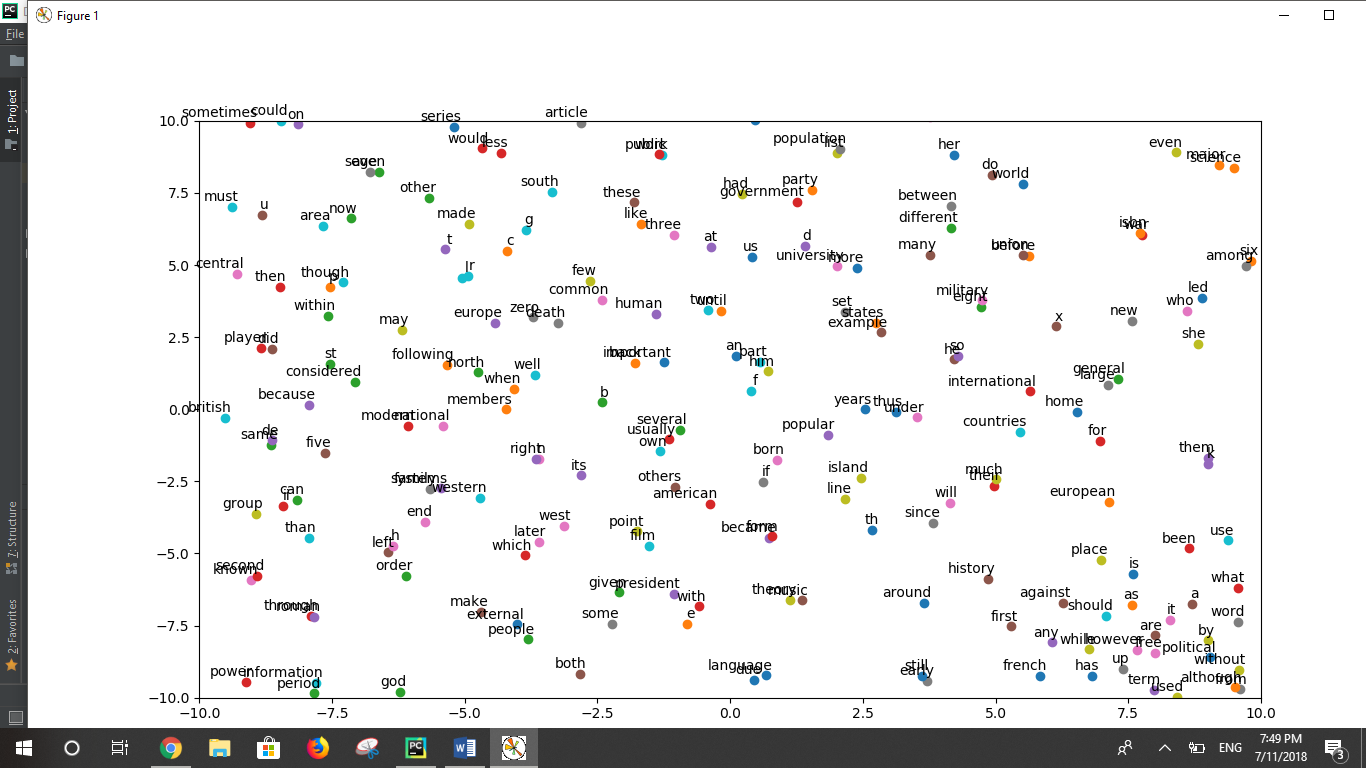 Figure 1
File
1: Project
7: Structure
2: Favorites
sometimes could on series article
would less public work population list her do world even major science
seven other south these had government party between different
must u area now made g like three at us d university more many before isbn war
t c jr among six
central then though p few common human two until set states example military eight x new who led she
within may europe zero death
player did st considered following north well when back important an part him f he so general large
because members b years thus under international home
british modern national several usually own popular countries for
same de five right its born if island line much their them k
can group systems western others american will european
than h end left later which west point film became form th since place is been use
second known order given president with theory music around history against should as a it what word
through make external people some e first any while however are free political by
power information period god both language due still early french has up term used without although from
10.0
7.5
5.0
2.5
0.0
−2.5
−5.0
−7.5
−10.0
−10.0 −7.5 −5.0 −2.5 0.0 2.5 5.0 7.5 10.0
ENG
7:49 PM
7/11/2018
3